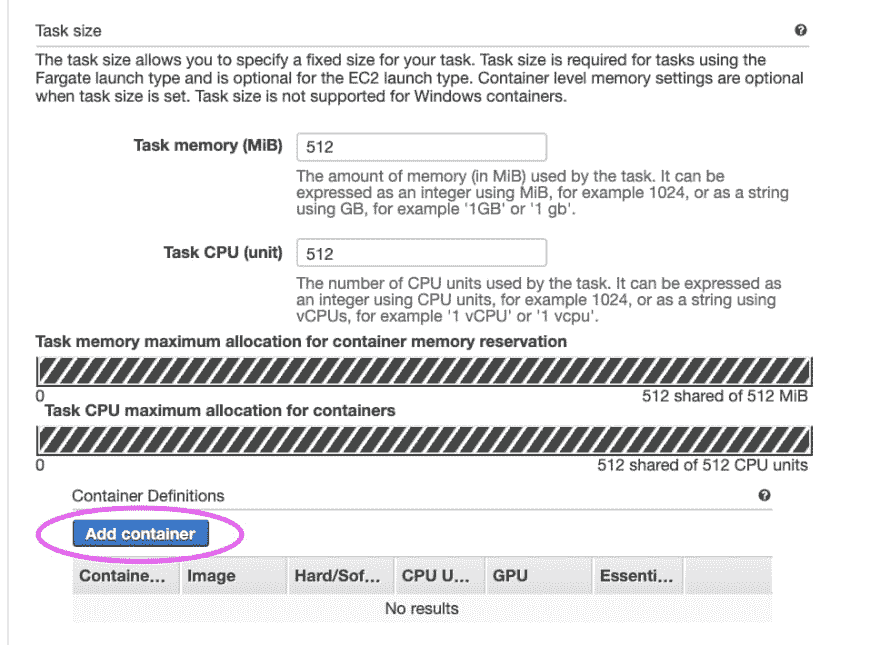 Task size
The task size allows you to specify a fixed size for your task. Task size is required for tasks using the
Fargate launch type and is optional for the EC2 launch type. Container level memory settings are optional
when task size is set. Task size is not supported for Windows containers.
Task memory (MiB) 512
The amount of memory (in MiB) used by the task. It can be
expressed as an integer using MiB, for example 1024, or as a string
using GB, for example '1GB' or '1 gb'.
Task CPU (unit) 512
The number of CPU units used by the task. It can be expressed as
an integer using CPU units, for example 1024, or as a string using
vCPUs, for example '1 vCPU' or '1 vcpu'.
Task memory maximum allocation for container memory reservation
0 512 shared of 512 MiB
Task CPU maximum allocation for containers
0 512 shared of 512 CPU units
Container Definitions
Add container
Containe... Image Hard/Sof... CPU U... GPU Essenti...
No results